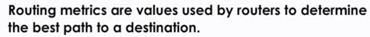 Routing metrics are values used by routers to determine
the best path to a destination.